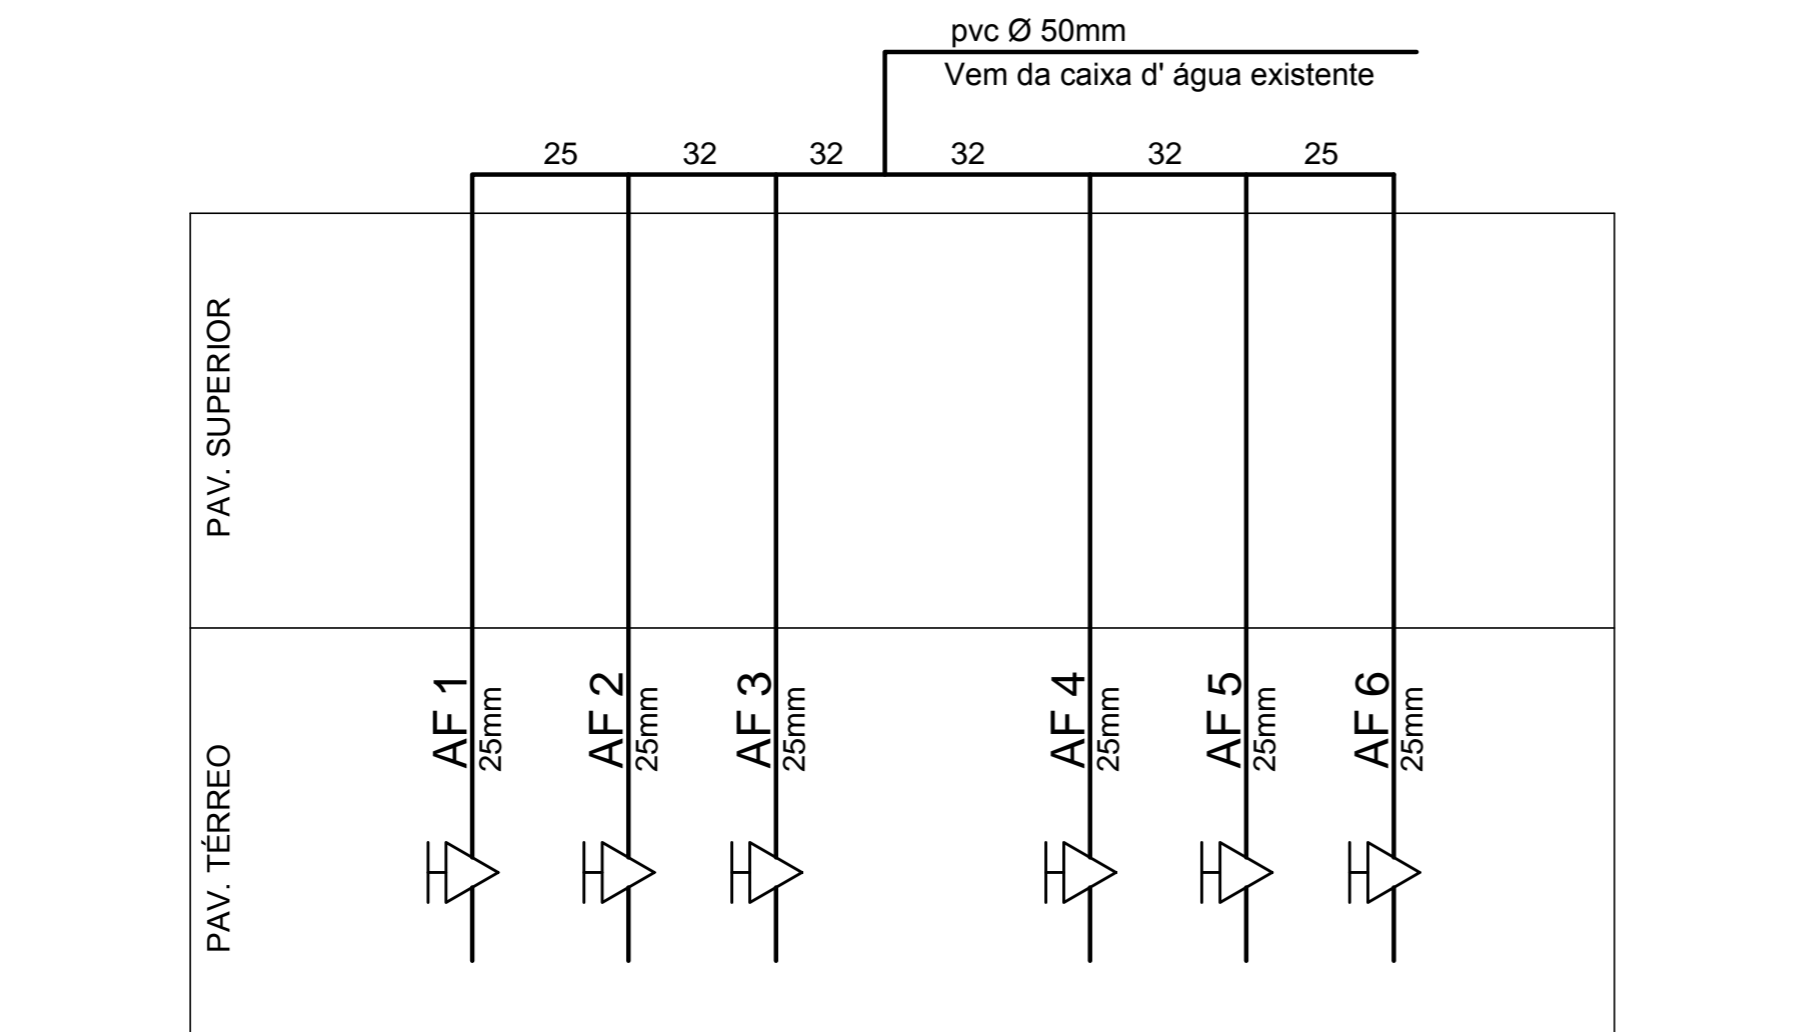 pvc Ø 50mm
Vem da caixa d' água existente
25 32 32 32 32 25
PAV. SUPERIOR
AF 1
25mm
AF 2
25mm
AF 3
25mm
AF 4
25mm
AF 5
25mm
AF 6
25mm
PAV. TÉRREO